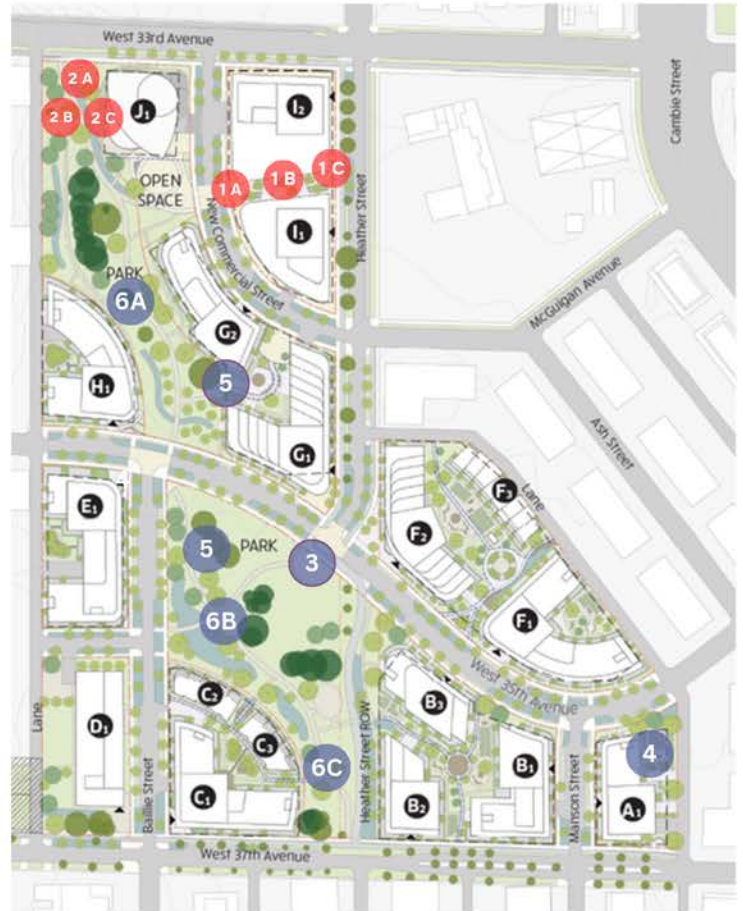 West 33rd Avenue
Cambie Street
2 A
2 B
2 C
J1
I2
OPEN
SPACE
1 A
1 B
1 C
I1
New Commercial Street
Heather Street
McGuigan Avenue
PARK
6A
G2
H1
5
G1
Ash Street
Lane
F3
E1
F2
5
PARK
3
6B
F1
West 35th Avenue
C2
B3
D1
C3
Lane
Baillie Street
C1
6C
Heather Street ROW
B2
B1
Manson Street
4
A1
West 37th Avenue